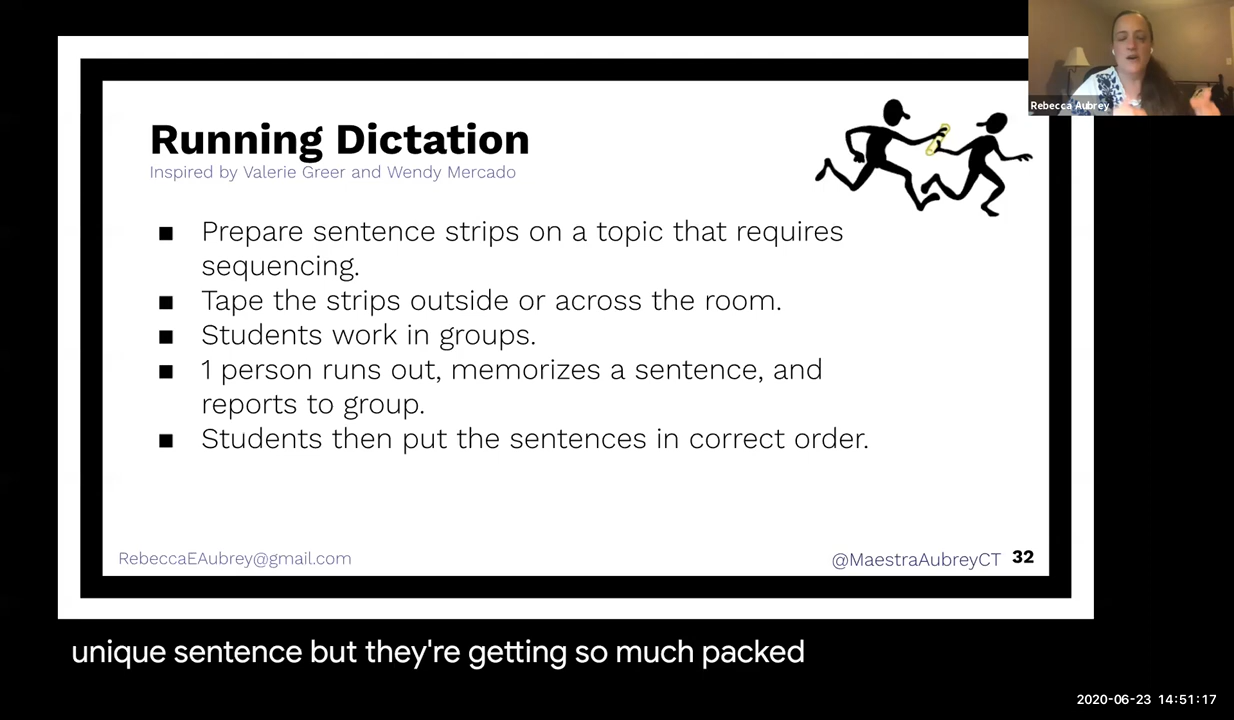 Running Dictation
Inspired by Valerie Greer and Wendy Mercado
■ Prepare sentence strips on a topic that requires
sequencing.
■ Tape the strips outside or across the room.
■ Students work in groups.
■ 1 person runs out, memorizes a sentence, and
reports to group.
■ Students then put the sentences in correct order.
RebeccaEAubrey@gmail.com
@MaestraAubreyCT 32
Rebecca Aubrey
unique sentence but they're getting so much packed
2020-06-23 14:51:17